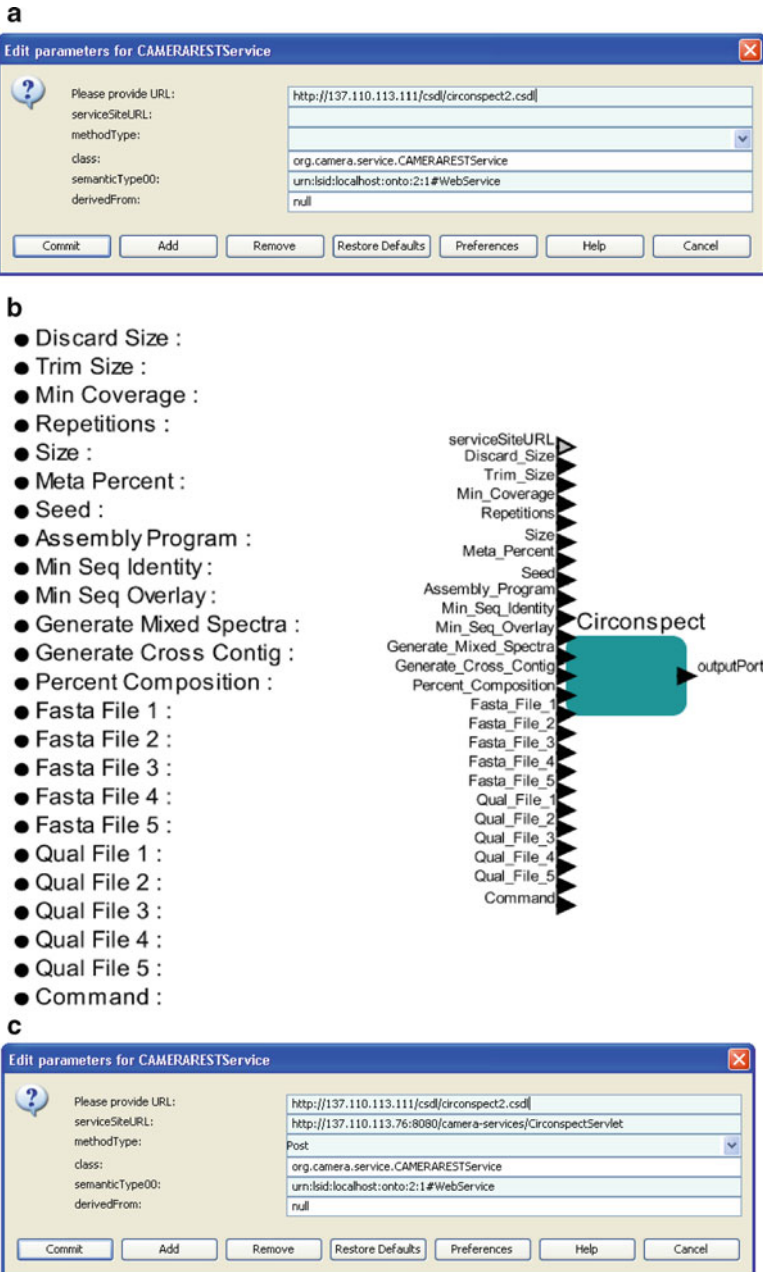 a
Edit parameters for CAMERARESTService
Please provide URL: http://137.110.113.111/csdl/circonspect2.csdl
serviceSiteURL:
methodType:
class: org.camera.service.CAMERARESTService
semanticType00: urn:lsid:localhost:onto:2:1#WebService
derivedFrom: null
Commit Add Remove Restore Defaults Preferences Help Cancel
b
● Discard Size :
● Trim Size :
● Min Coverage :
● Repetitions :
● Size :
● Meta Percent :
● Seed :
● Assembly Program :
● Min Seq Identity :
● Min Seq Overlay :
● Generate Mixed Spectra :
● Generate Cross Contig :
● Percent Composition :
● Fasta File 1 :
● Fasta File 2 :
● Fasta File 3 :
● Fasta File 4 :
● Fasta File 5 :
● Qual File 1 :
● Qual File 2 :
● Qual File 3 :
● Qual File 4 :
● Qual File 5 :
● Command :
serviceSiteURL
Discard_Size
Trim_Size
Min_Coverage
Repetitions
Size
Meta_Percent
Seed
Assembly_Program
Min_Seq_Identity
Min_Seq_Overlay
Generate_Mixed_Spectra
Generate_Cross_Contig
Percent_Composition
Fasta_File_1
Fasta_File_2
Fasta_File_3
Fasta_File_4
Fasta_File_5
Qual_File_1
Qual_File_2
Qual_File_3
Qual_File_4
Qual_File_5
Command
Circonspect
outputPort
c
Edit parameters for CAMERARESTService
Please provide URL: http://137.110.113.111/csdl/circonspect2.csdl
serviceSiteURL: http://137.110.113.76:8080/camera-services/CirconspectServlet
methodType: Post
class: org.camera.service.CAMERARESTService
semanticType00: urn:lsid:localhost:onto:2:1#WebService
derivedFrom: null
Commit Add Remove Restore Defaults Preferences Help Cancel